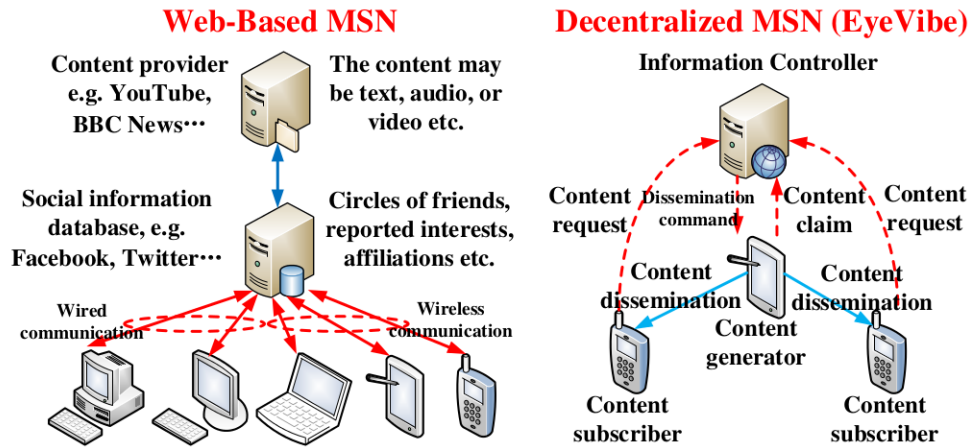 Web-Based MSN
Content provider
e.g. YouTube,
BBC News···
The content may
be text, audio, or
video etc.
Social information
database, e.g.
Facebook, Twitter···
Circles of friends,
reported interests,
affiliations etc.
Wired
communication
Wireless
communication
Decentralized MSN (EyeVibe)
Information Controller
Content
request
Dissemination
command
Content
claim
Content
request
Content
dissemination
Content
dissemination
Content
generator
Content
subscriber
Content
subscriber